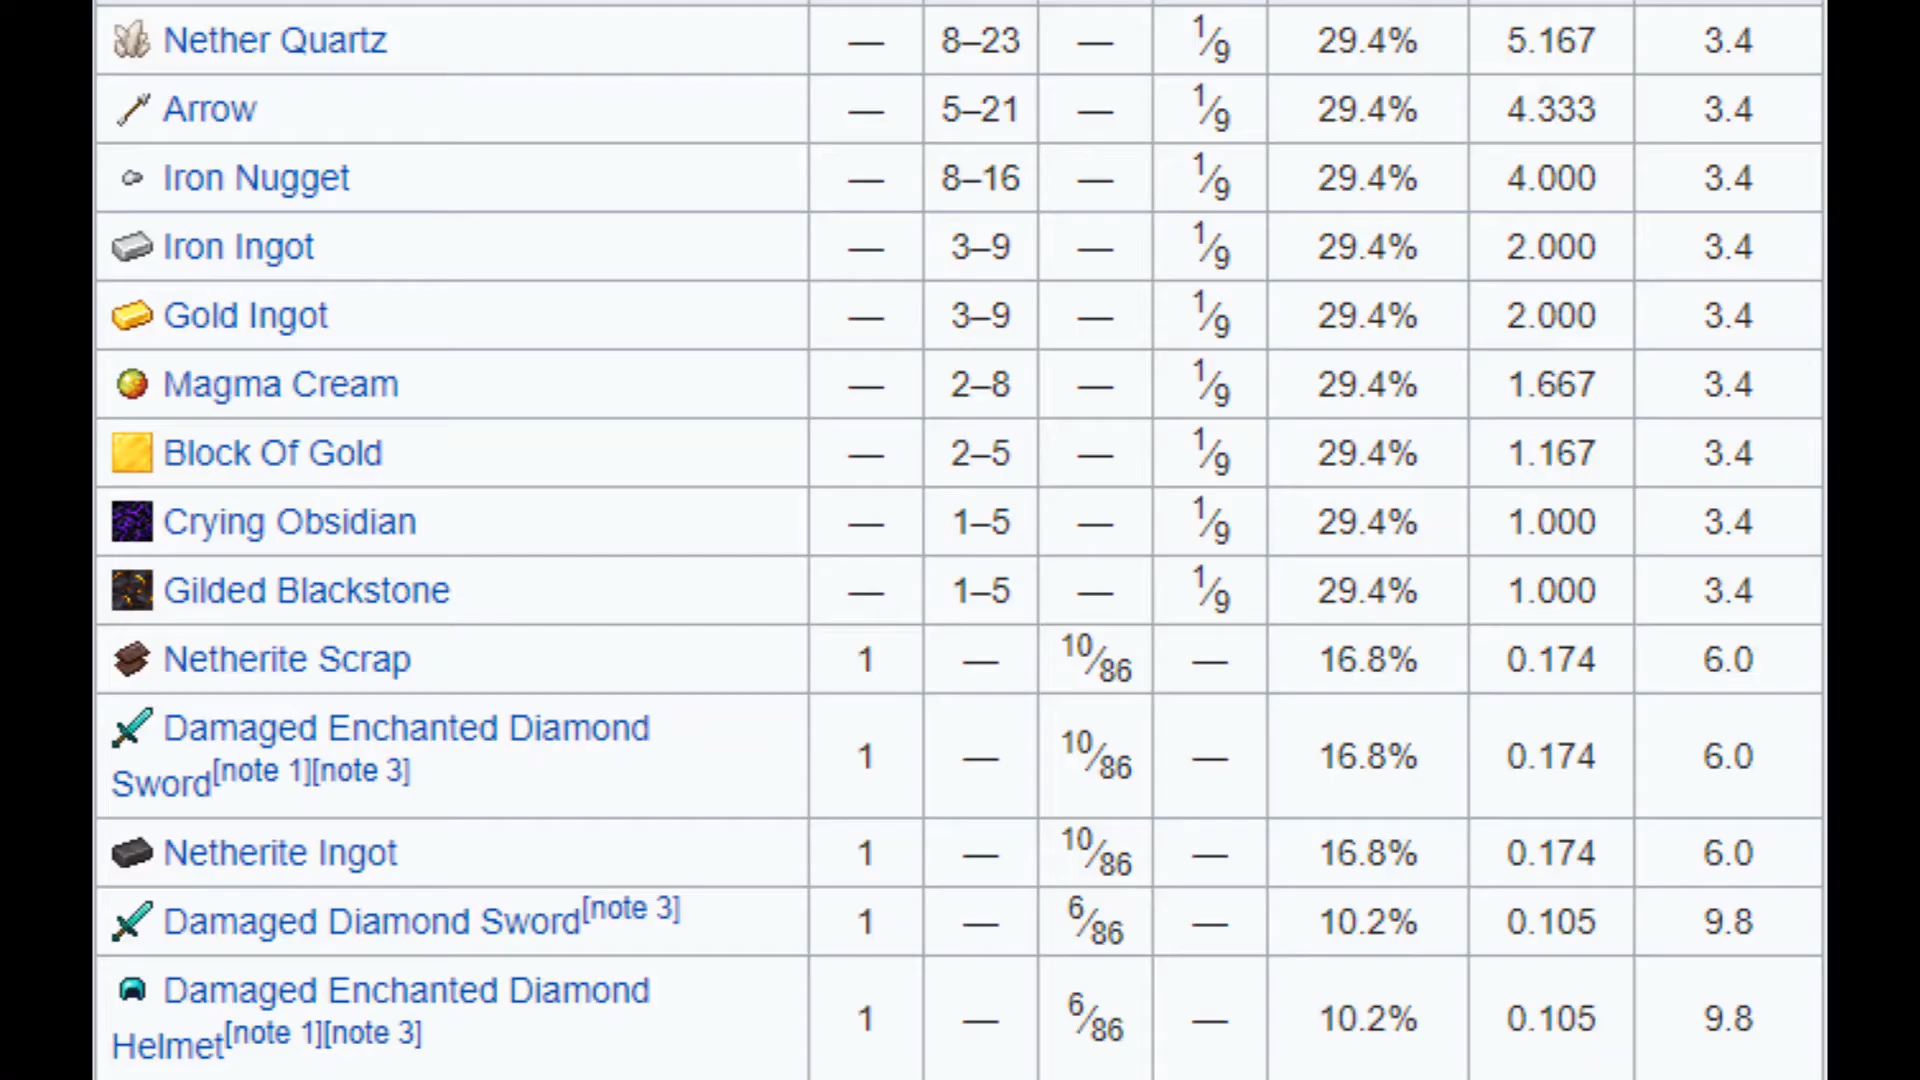 Nether Quartz — 8–23 — 1/9 29.4% 5.167 3.4
Arrow — 5–21 — 1/9 29.4% 4.333 3.4
Iron Nugget — 8–16 — 1/9 29.4% 4.000 3.4
Iron Ingot — 3–9 — 1/9 29.4% 2.000 3.4
Gold Ingot — 3–9 — 1/9 29.4% 2.000 3.4
Magma Cream — 2–8 — 1/9 29.4% 1.667 3.4
Block Of Gold — 2–5 — 1/9 29.4% 1.167 3.4
Crying Obsidian — 1–5 — 1/9 29.4% 1.000 3.4
Gilded Blackstone — 1–5 — 1/9 29.4% 1.000 3.4
Netherite Scrap 1 — 10/86 — 16.8% 0.174 6.0
Damaged Enchanted Diamond
Sword[note 1][note 3] 1 — 10/86 — 16.8% 0.174 6.0
Netherite Ingot 1 — 10/86 — 16.8% 0.174 6.0
Damaged Diamond Sword[note 3] 1 — 6/86 — 10.2% 0.105 9.8
Damaged Enchanted Diamond
Helmet[note 1][note 3] 1 — 6/86 — 10.2% 0.105 9.8